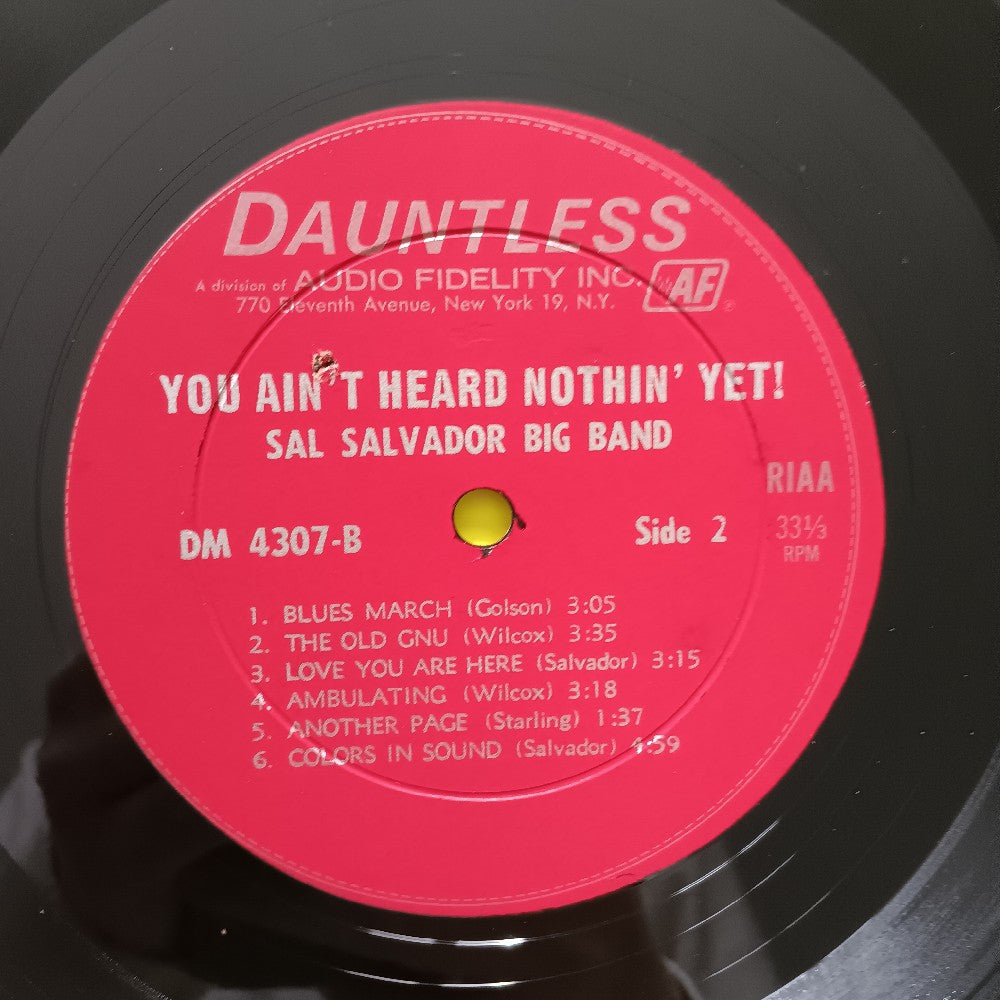 DAUNTLESS
A division of AUDIO FIDELITY INC. AF
770 Eleventh Avenue, New York 19, N.Y.
YOU AIN'T HEARD NOTHIN' YET!
SAL SALVADOR BIG BAND
RIAA
DM 4307-B
Side 2
33⅓
RPM
1. BLUES MARCH (Golson) 3:05
2. THE OLD GNU (Wilcox) 3:35
3. LOVE YOU ARE HERE (Salvador) 3:15
4. AMBULATING (Wilcox) 3:18
5. ANOTHER PAGE (Starling) 1:37
6. COLORS IN SOUND (Salvador) 4:59